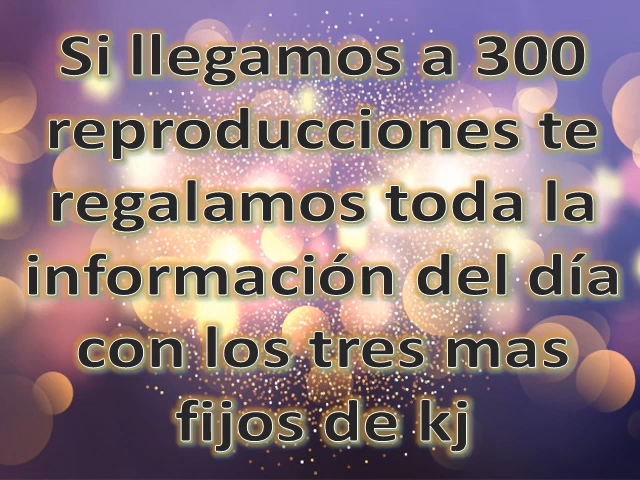 Si llegamos a 300
reproducciones te
regalamos toda la
información del día
con los tres mas
fijos de kj